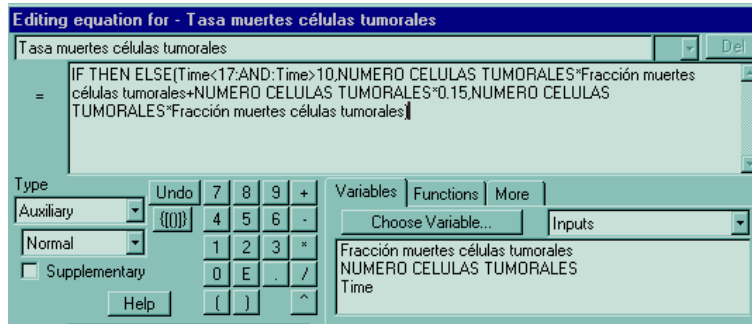 Editing equation for - Tasa muertes células tumorales
Tasa muertes células tumorales
Del
IF THEN ELSE(Time<17:AND:Time>10,NUMERO CELULAS TUMORALES*Fracción muertes
= células tumorales+NUMERO CELULAS TUMORALES*0.15,NUMERO CELULAS
TUMORALES*Fracción muertes células tumorales)
Type
Undo 7 8 9 +
Variables Functions More
Auxiliary
{[()]} 4 5 6 -
Choose Variable... Inputs
Normal
1 2 3 *
Fracción muertes células tumorales
Supplementary
0 E . /
NUMERO CELULAS TUMORALES
Help
( ) ^
Time